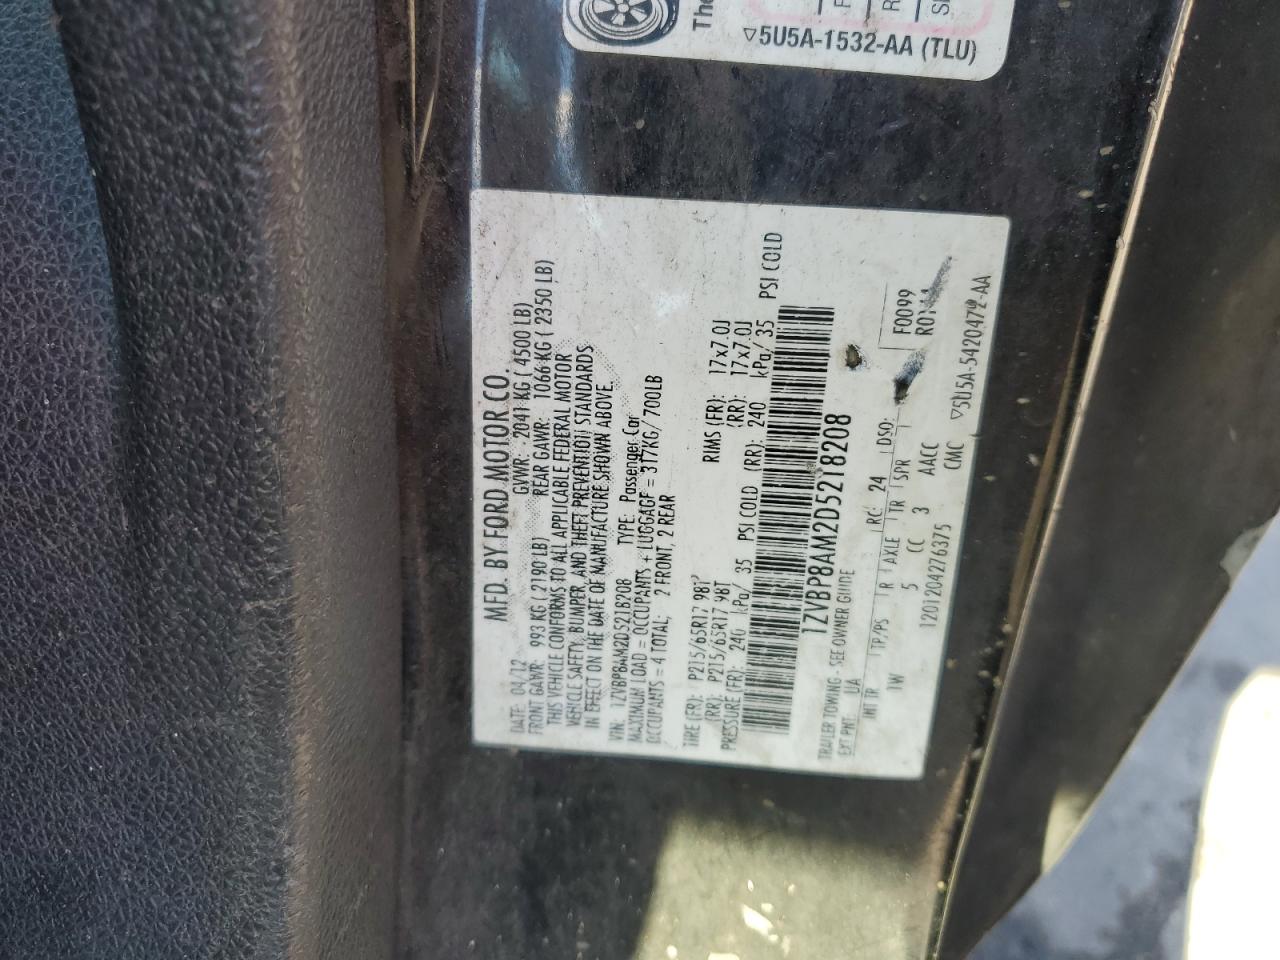 The
▽5U5A-1532-AA (TLU)
MFD. BY FORD MOTOR CO.
DATE: 04/12 GVWR: 2041 KG ( 4500 LB)
FRONT GAWR: 993 KG ( 2190 LB) REAR GAWR: 1066 KG ( 2350 LB)
THIS VEHICLE CONFORMS TO ALL APPLICABLE FEDERAL MOTOR
VEHICLE SAFETY, BUMPER, AND THEFT PREVENTION STANDARDS
IN EFFECT ON THE DATE OF MANUFACTURE SHOWN ABOVE.
VIN: 1ZVBP8AM2D5218208 TYPE: Passenger Car
MAXIMUM LOAD = OCCUPANTS + LUGGAGE = 317KG/ 700LB
OCCUPANTS = 4 TOTAL; 2 FRONT, 2 REAR
TIRE (FR): P215/65R17 98T RIMS (FR): 17x7.0J
(RR): P215/65R17 98T (RR): 17x7.0J
PRESSURE (FR): 240 kPa/ 35 PSI COLD (RR): 240 kPa/ 35 PSI COLD
1ZVBP8AM2D5218208
TRAILER TOWING - SEE OWNER GUIDE
EXT PNT: UA RC: 24 DSO: F0099
INT TR TP/PS R AXLE TR SPR
1W 5 CC 3 AACC
1201204276375 CMC ▽5U5A-5420472-AA